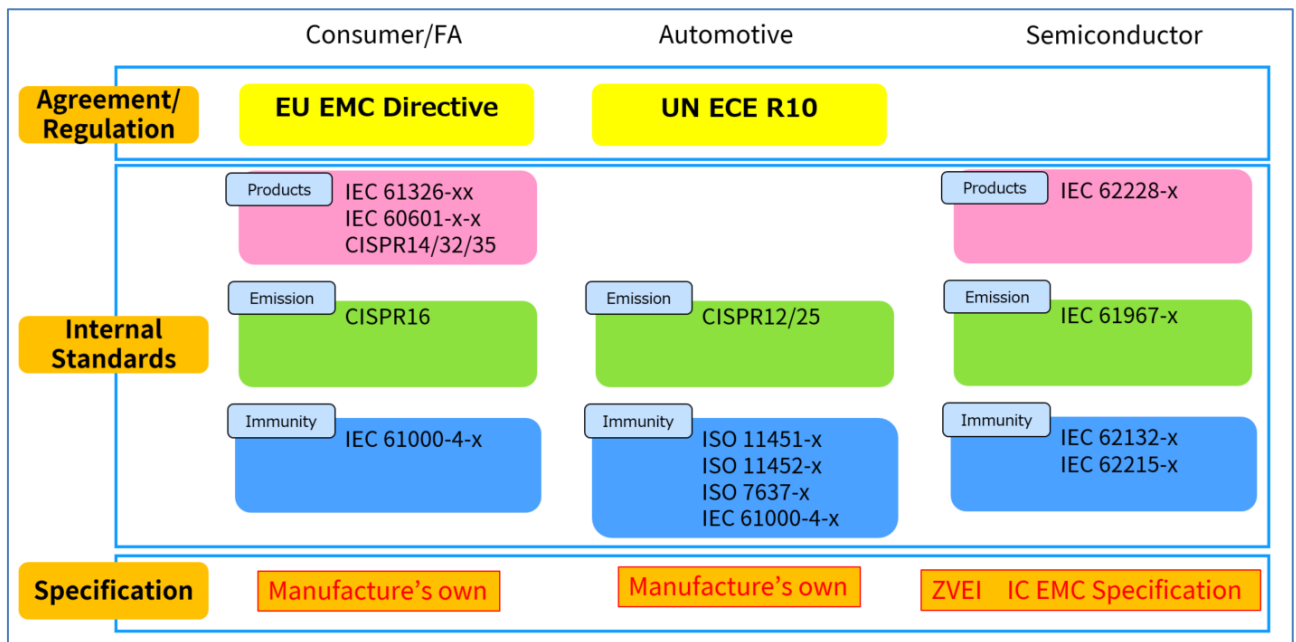 Consumer/FA
Automotive
Semiconductor
Agreement/
Regulation
EU EMC Directive
UN ECE R10
Internal
Standards
Products
IEC 61326-xx
IEC 60601-x-x
CISPR14/32/35
Products
IEC 62228-x
Emission
CISPR16
Emission
CISPR12/25
Emission
IEC 61967-x
Immunity
IEC 61000-4-x
Immunity
ISO 11451-x
ISO 11452-x
ISO 7637-x
IEC 61000-4-x
Immunity
IEC 62132-x
IEC 62215-x
Specification
Manufacture's own
Manufacture's own
ZVEI IC EMC Specification